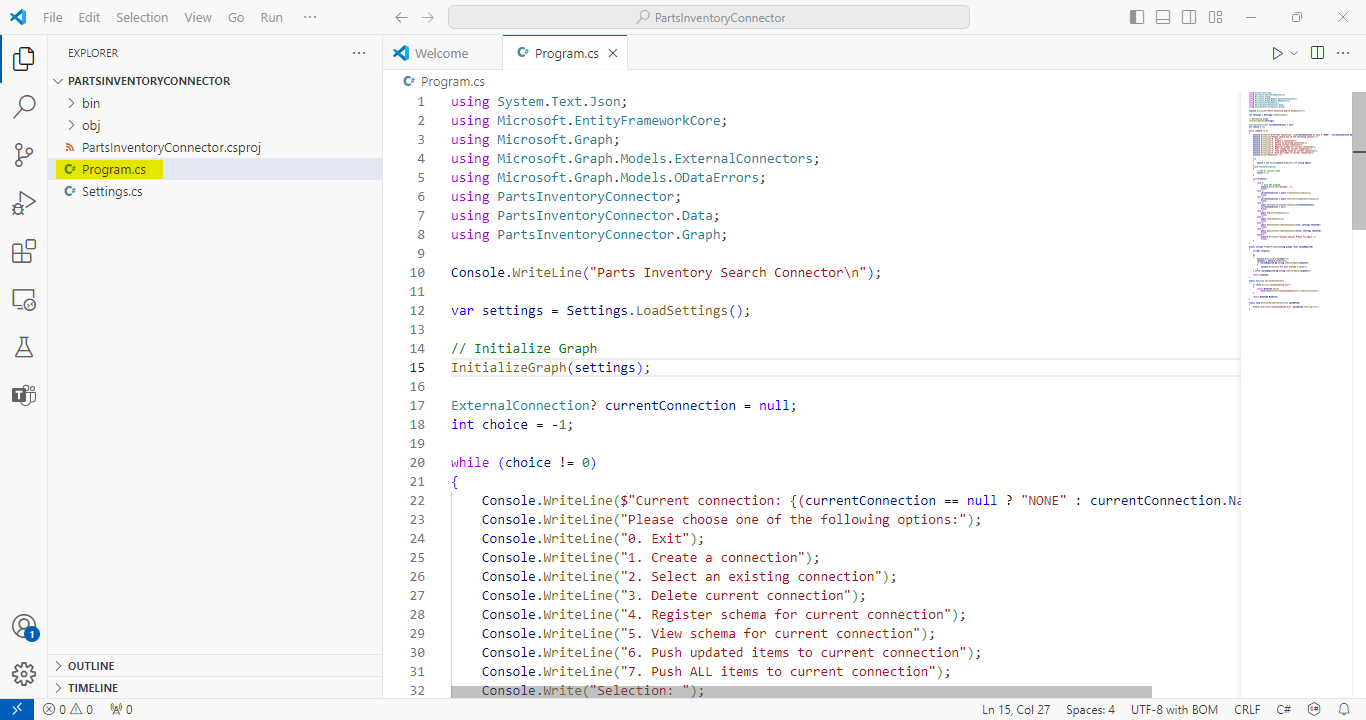 File Edit Selection View Go Run ···
PartsInventoryConnector
EXPLORER
PARTSINVENTORYCONNECTOR
bin
obj
PartsInventoryConnector.csproj
C# Program.cs
C# Settings.cs
OUTLINE
TIMELINE
1
Welcome
C# Program.cs
C# Program.cs
1 using System.Text.Json;
2 using Microsoft.EntityFrameworkCore;
3 using Microsoft.Graph;
4 using Microsoft.Graph.Models.ExternalConnectors;
5 using Microsoft.Graph.Models.ODataErrors;
6 using PartsInventoryConnector;
7 using PartsInventoryConnector.Data;
8 using PartsInventoryConnector.Graph;
9
10 Console.WriteLine("Parts Inventory Search Connector\n");
11
12 var settings = Settings.LoadSettings();
13
14 // Initialize Graph
15 InitializeGraph(settings);
16
17 ExternalConnection? currentConnection = null;
18 int choice = -1;
19
20 while (choice != 0)
21 {
22 Console.WriteLine($"Current connection: {(currentConnection == null ? "NONE" : currentConnection.Na
23 Console.WriteLine("Please choose one of the following options:");
24 Console.WriteLine("0. Exit");
25 Console.WriteLine("1. Create a connection");
26 Console.WriteLine("2. Select an existing connection");
27 Console.WriteLine("3. Delete current connection");
28 Console.WriteLine("4. Register schema for current connection");
29 Console.WriteLine("5. View schema for current connection");
30 Console.WriteLine("6. Push updated items to current connection");
31 Console.WriteLine("7. Push ALL items to current connection");
32 Console.Write("Selection: ");
0 0 0 Ln 15, Col 27 Spaces: 4 UTF-8 with BOM CRLF C#